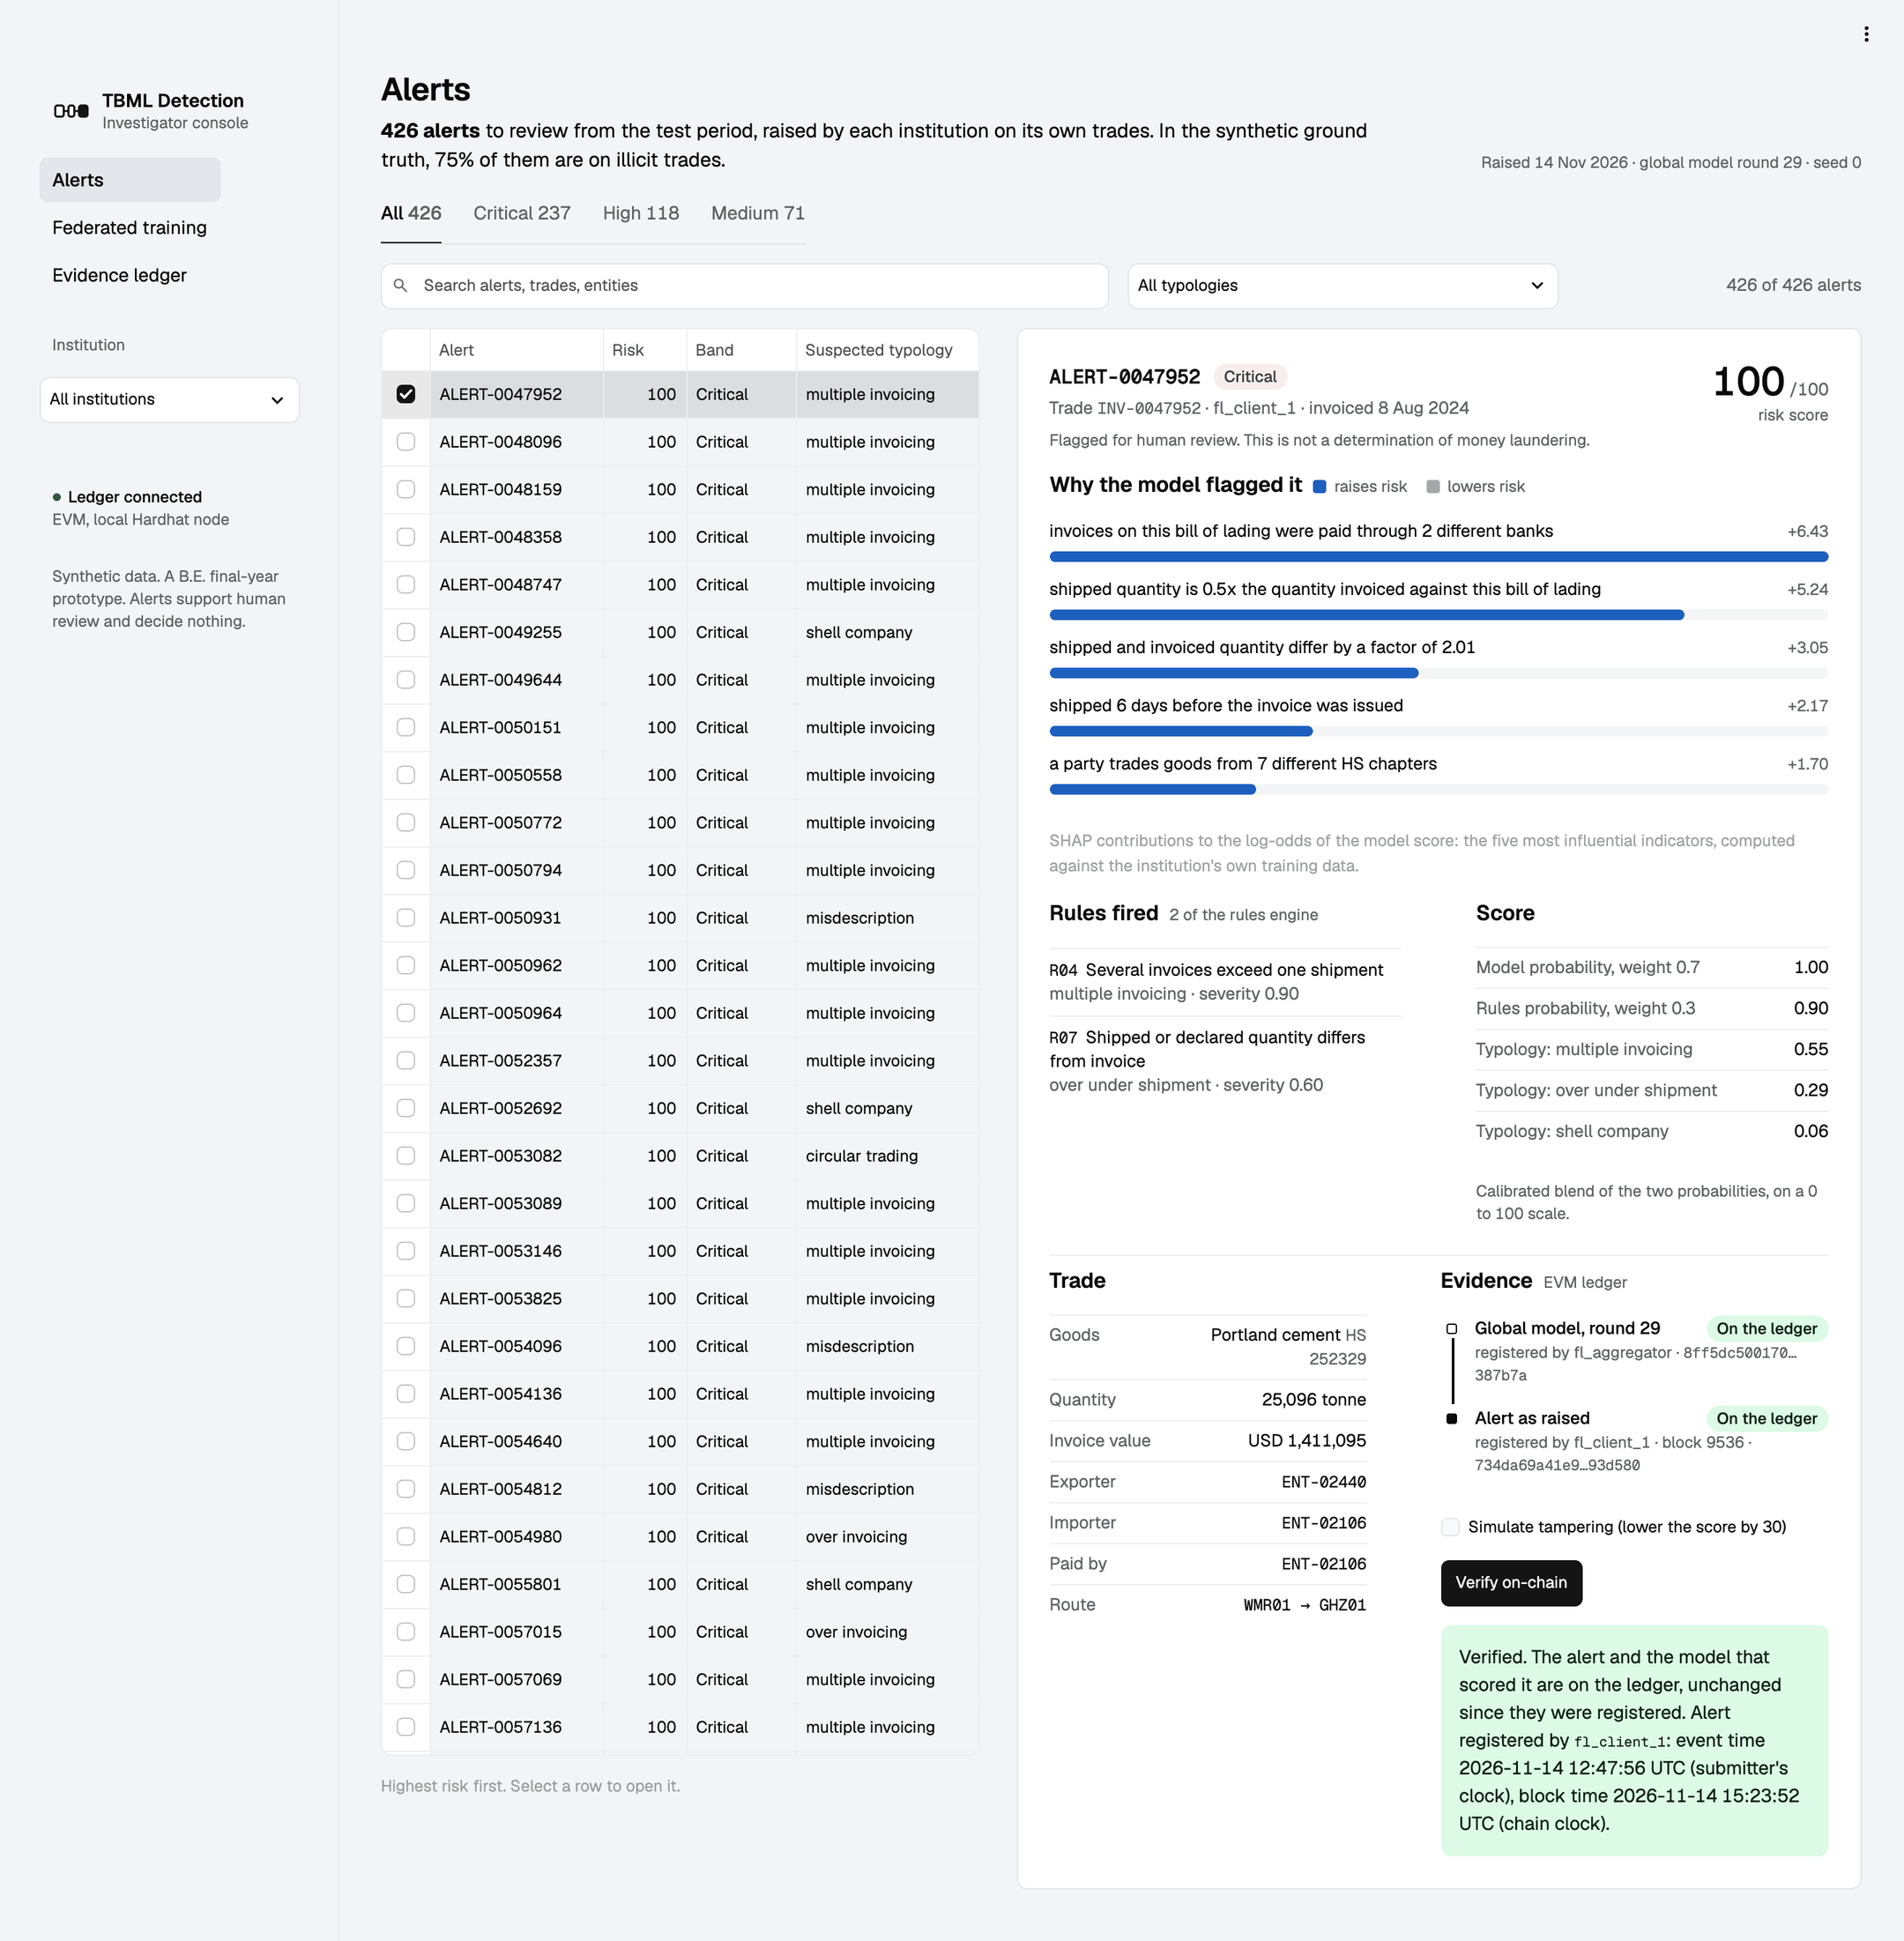 TBML Detection
Investigator console
Alerts
Federated training
Evidence ledger
Institution
All institutions
Ledger connected
EVM, local Hardhat node
Synthetic data. A B.E. final-year
prototype. Alerts support human
review and decide nothing.
Alerts
426 alerts to review from the test period, raised by each institution on its own trades. In the synthetic ground
truth, 75% of them are on illicit trades.
Raised 14 Nov 2026 · global model round 29 · seed 0
All 426 Critical 237 High 118 Medium 71
Search alerts, trades, entities
All typologies
426 of 426 alerts
Alert Risk Band Suspected typology
ALERT-0047952 100 Critical multiple invoicing
ALERT-0048096 100 Critical multiple invoicing
ALERT-0048159 100 Critical multiple invoicing
ALERT-0048358 100 Critical multiple invoicing
ALERT-0048747 100 Critical multiple invoicing
ALERT-0049255 100 Critical shell company
ALERT-0049644 100 Critical multiple invoicing
ALERT-0050151 100 Critical multiple invoicing
ALERT-0050558 100 Critical multiple invoicing
ALERT-0050772 100 Critical multiple invoicing
ALERT-0050794 100 Critical multiple invoicing
ALERT-0050931 100 Critical misdescription
ALERT-0050962 100 Critical multiple invoicing
ALERT-0050964 100 Critical multiple invoicing
ALERT-0052357 100 Critical multiple invoicing
ALERT-0052692 100 Critical shell company
ALERT-0053082 100 Critical circular trading
ALERT-0053089 100 Critical multiple invoicing
ALERT-0053146 100 Critical multiple invoicing
ALERT-0053825 100 Critical multiple invoicing
ALERT-0054096 100 Critical misdescription
ALERT-0054136 100 Critical multiple invoicing
ALERT-0054640 100 Critical multiple invoicing
ALERT-0054812 100 Critical misdescription
ALERT-0054980 100 Critical over invoicing
ALERT-0055801 100 Critical shell company
ALERT-0057015 100 Critical over invoicing
ALERT-0057069 100 Critical multiple invoicing
ALERT-0057136 100 Critical multiple invoicing
Highest risk first. Select a row to open it.
ALERT-0047952 Critical
100 /100
risk score
Trade INV-0047952 · fl_client_1 · invoiced 8 Aug 2024
Flagged for human review. This is not a determination of money laundering.
Why the model flagged it raises risk lowers risk
invoices on this bill of lading were paid through 2 different banks +6.43
shipped quantity is 0.5x the quantity invoiced against this bill of lading +5.24
shipped and invoiced quantity differ by a factor of 2.01 +3.05
shipped 6 days before the invoice was issued +2.17
a party trades goods from 7 different HS chapters +1.70
SHAP contributions to the log-odds of the model score: the five most influential indicators, computed
against the institution's own training data.
Rules fired 2 of the rules engine
R04 Several invoices exceed one shipment
multiple invoicing · severity 0.90
R07 Shipped or declared quantity differs
from invoice
over under shipment · severity 0.60
Score
Model probability, weight 0.7 1.00
Rules probability, weight 0.3 0.90
Typology: multiple invoicing 0.55
Typology: over under shipment 0.29
Typology: shell company 0.06
Calibrated blend of the two probabilities, on a 0
to 100 scale.
Trade
Goods Portland cement HS
252329
Quantity 25,096 tonne
Invoice value USD 1,411,095
Exporter ENT-02440
Importer ENT-02106
Paid by ENT-02106
Route WMR01 → GHZ01
Evidence EVM ledger
Global model, round 29 On the ledger
registered by fl_aggregator · 8ff5dc500170…
387b7a
Alert as raised On the ledger
registered by fl_client_1 · block 9536 ·
734da69a41e9…93d580
Simulate tampering (lower the score by 30)
Verify on-chain
Verified. The alert and the model that
scored it are on the ledger, unchanged
since they were registered. Alert
registered by fl_client_1: event time
2026-11-14 12:47:56 UTC (submitter's
clock), block time 2026-11-14 15:23:52
UTC (chain clock).